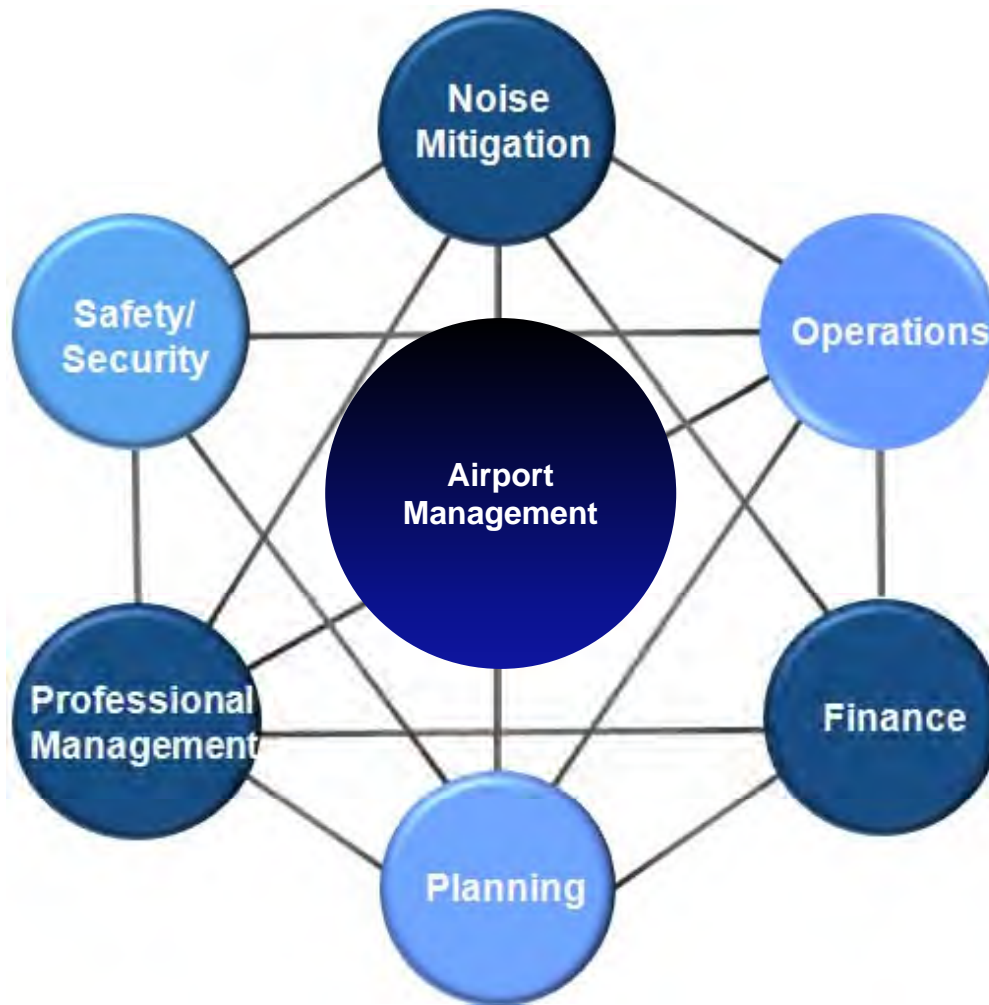 Noise
Mitigation
Safety/
Security
Operations
Airport
Management
Professional
Management
Finance
Planning